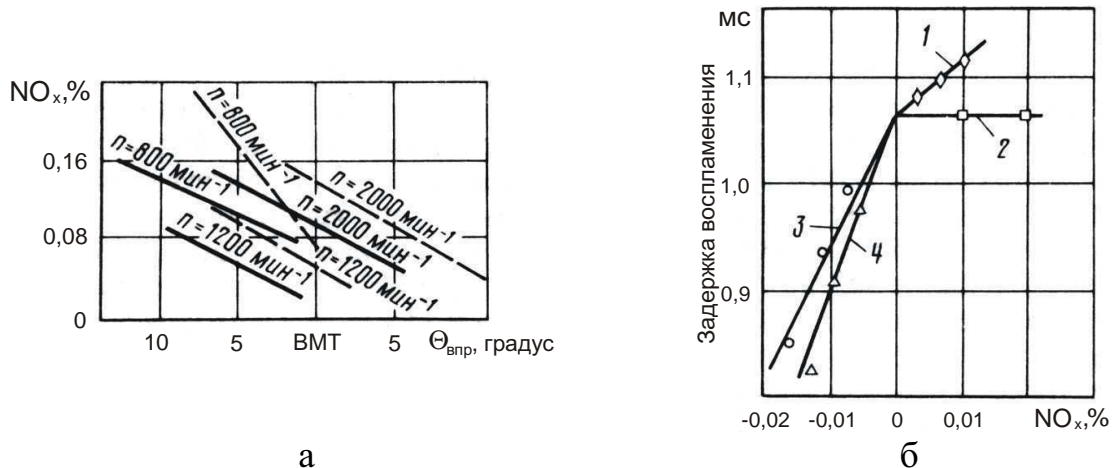 NOₓ,%
0,16
0,08
0
n=800 мин⁻¹
n=800 мин⁻¹
n=2000 мин⁻¹
n=2000 мин⁻¹
n=1200 мин⁻¹
n=1200 мин⁻¹
10 5 ВМТ 5 Θвпр, градус
а
мс
Задержка воспламенения
1,1
1,0
0,9
1
2
3
4
-0,02 -0,01 0 0,01 NOₓ,%
б